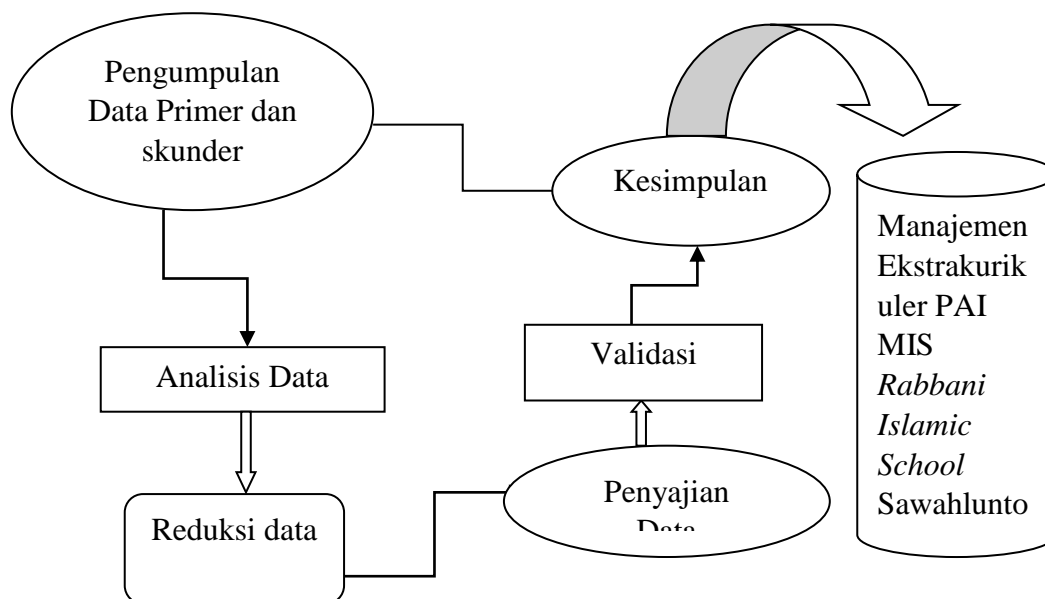 Pengumpulan
Data Primer dan
skunder
Kesimpulan
Manajemen
Ekstrakurik
uler PAI
MIS
Rabbani
Islamic
School
Sawahlunto
Validasi
Analisis Data
Penyajian
Data
Reduksi data